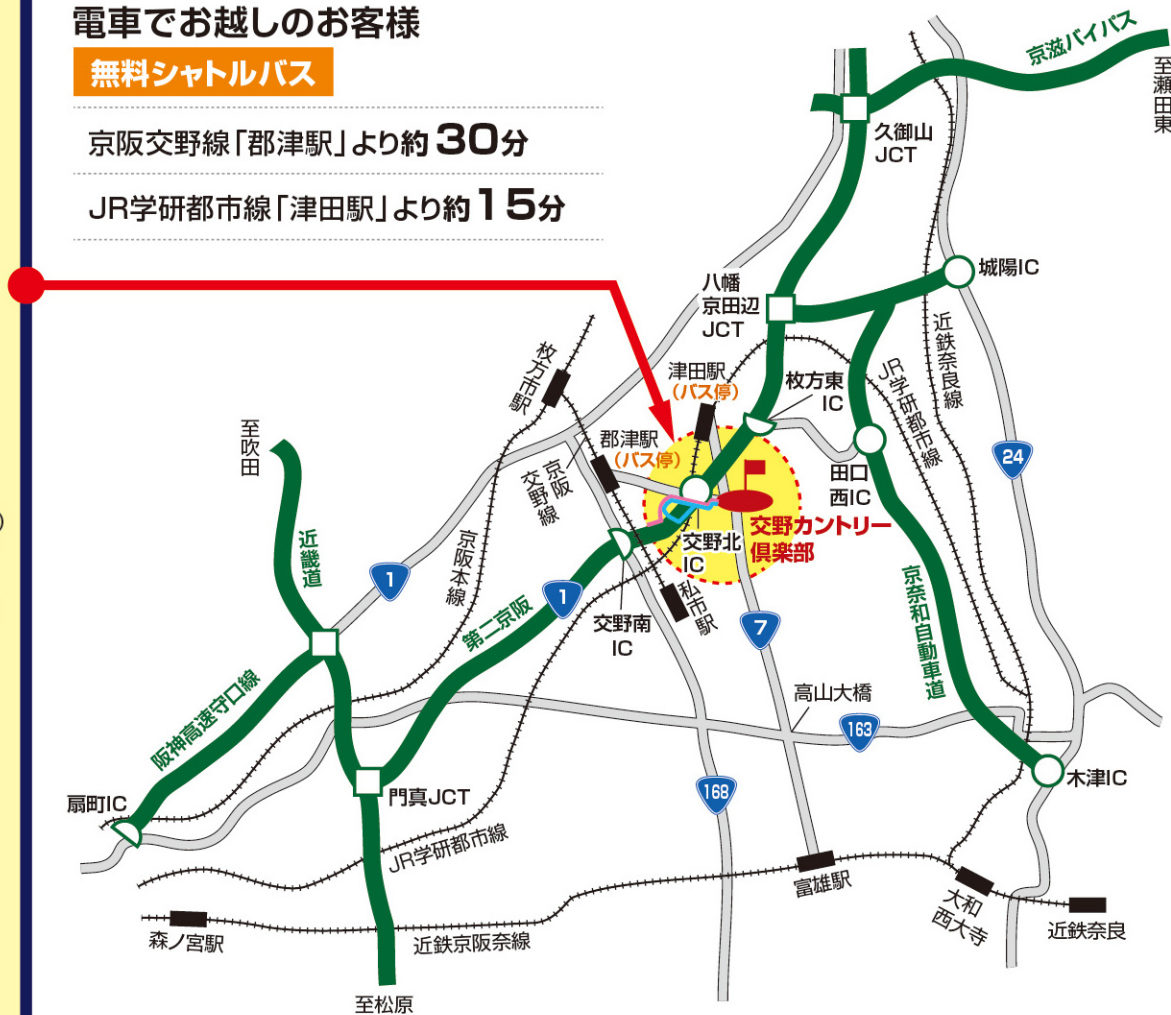 電車でお越しのお客様
無料シャトルバス
京阪交野線「郡津駅」より約30分
JR学研都市線「津田駅」より約15分
京滋バイパス
至瀬田東
久御山
JCT
城陽IC
八幡
京田辺
JCT
近鉄奈良線
枚方市駅
津田駅
(バス停)
枚方東
IC
JR学研都市線
至吹田
郡津駅
(バス停)
京阪
交野線
田口
西IC
24
交野カントリー
倶楽部
交野北
IC
近畿道
京阪本線
1
第二京阪
1
私市駅
交野南
IC
7
京奈和自動車道
阪神高速守口線
高山大橋
163
168
木津IC
扇町IC
門真JCT
JR学研都市線
富雄駅
大和
西大寺
近鉄奈良
森ノ宮駅
近鉄京阪奈線
至松原
)